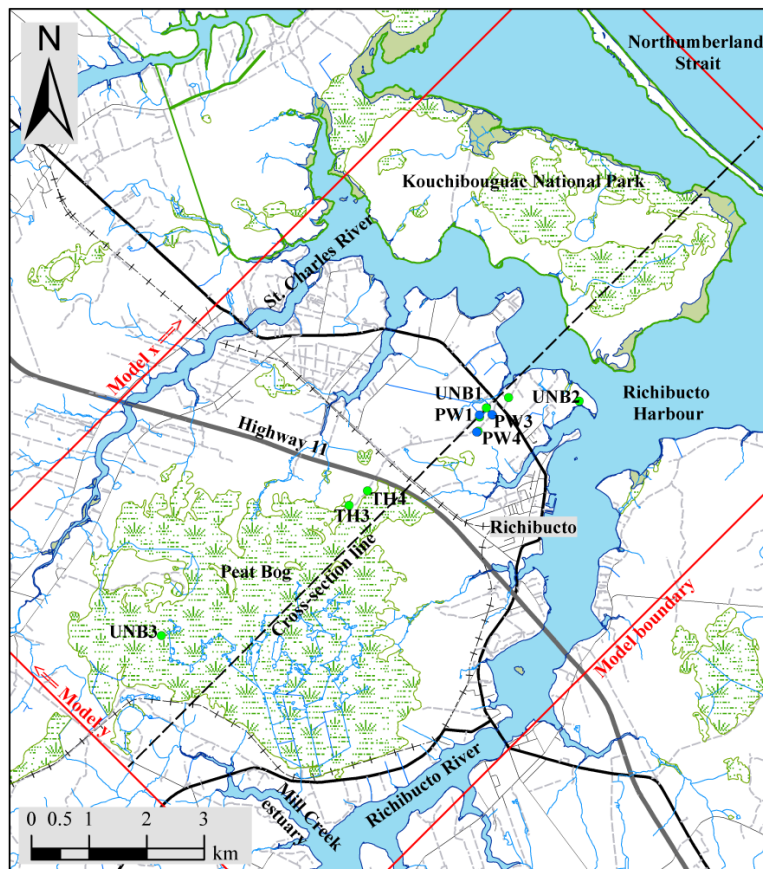 N
Northumberland
Strait
Kouchibouguac National Park
St. Charles River
Model x ==>
UNB1
UNB2
PW1
PW3
PW4
Richibucto
Harbour
Highway 11
TH4
TH3
Richibucto
Cross-section line
Peat Bog
UNB3
Model boundary
<== Model y
Richibucto River
Mill Creek
estuary
0 0.5 1 2 3
km